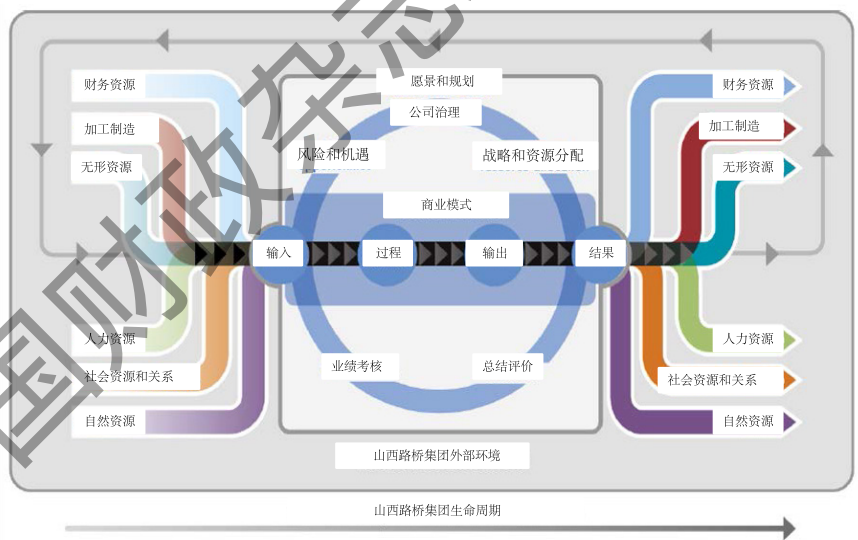 愿景和规划
公司治理
风险和机遇
战略和资源分配
商业模式
财务资源
加工制造
无形资源
人力资源
社会资源和关系
自然资源
输入
过程
输出
结果
业绩考核
总结评价
财务资源
加工制造
无形资源
人力资源
社会资源和关系
自然资源
山西路桥集团外部环境
山西路桥集团生命周期
国财政杂志